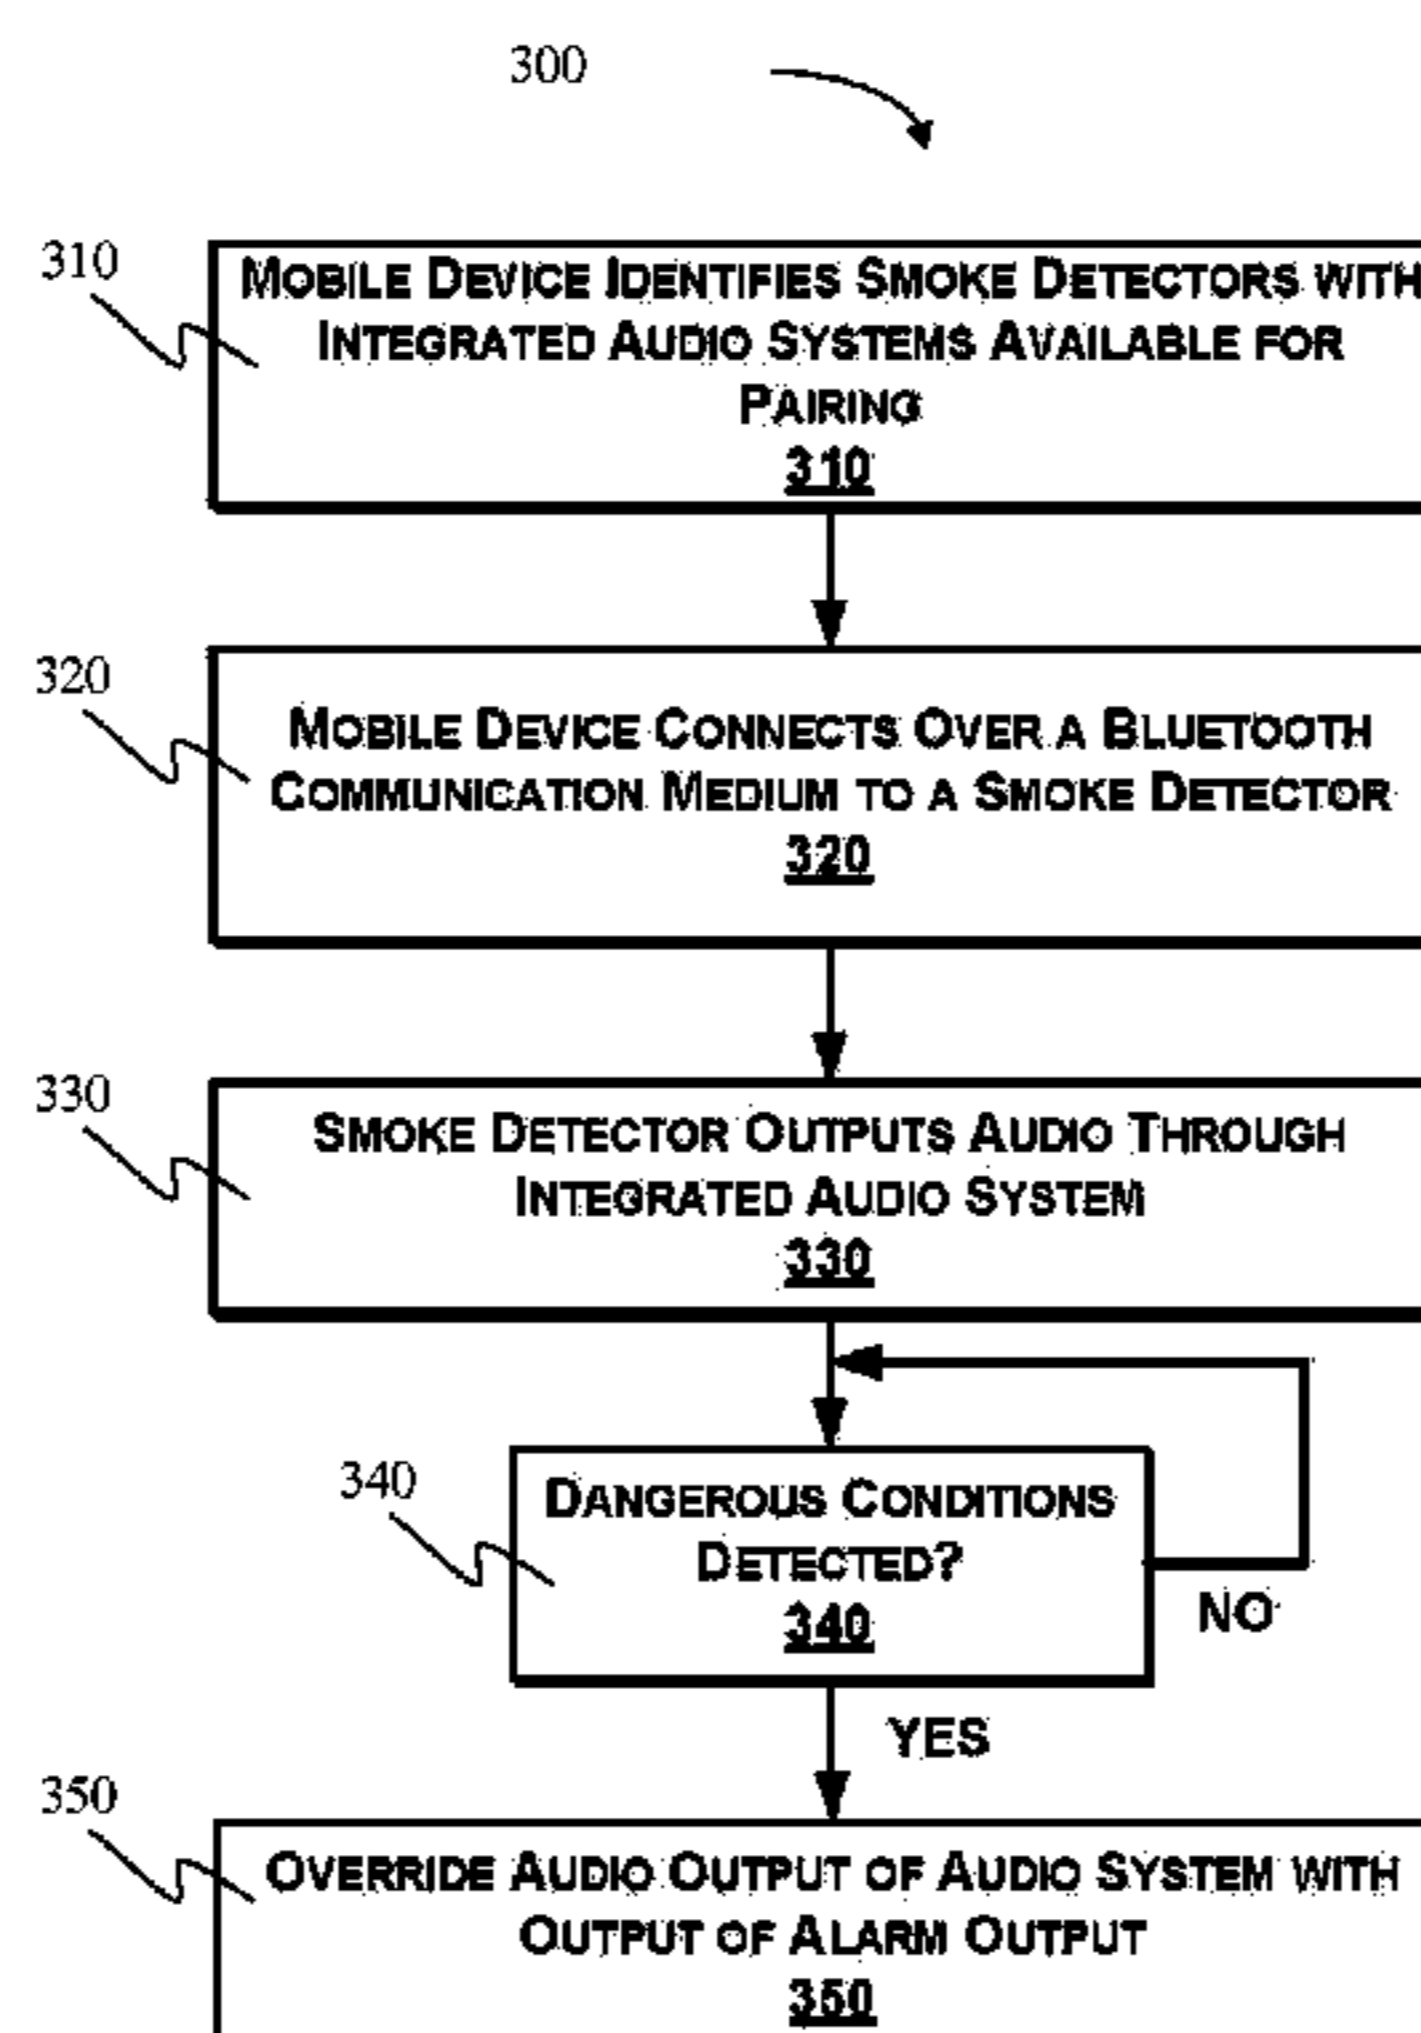 300
310
MOBILE DEVICE IDENTIFIES SMOKE DETECTORS WITH
INTEGRATED AUDIO SYSTEMS AVAILABLE FOR
PAIRING
310
320
MOBILE DEVICE CONNECTS OVER A BLUETOOTH
COMMUNICATION MEDIUM TO A SMOKE DETECTOR
320
330
SMOKE DETECTOR OUTPUTS AUDIO THROUGH
INTEGRATED AUDIO SYSTEM
330
340
DANGEROUS CONDITIONS
DETECTED?
340
NO
YES
350
OVERRIDE AUDIO OUTPUT OF AUDIO SYSTEM WITH
OUTPUT OF ALARM OUTPUT
350